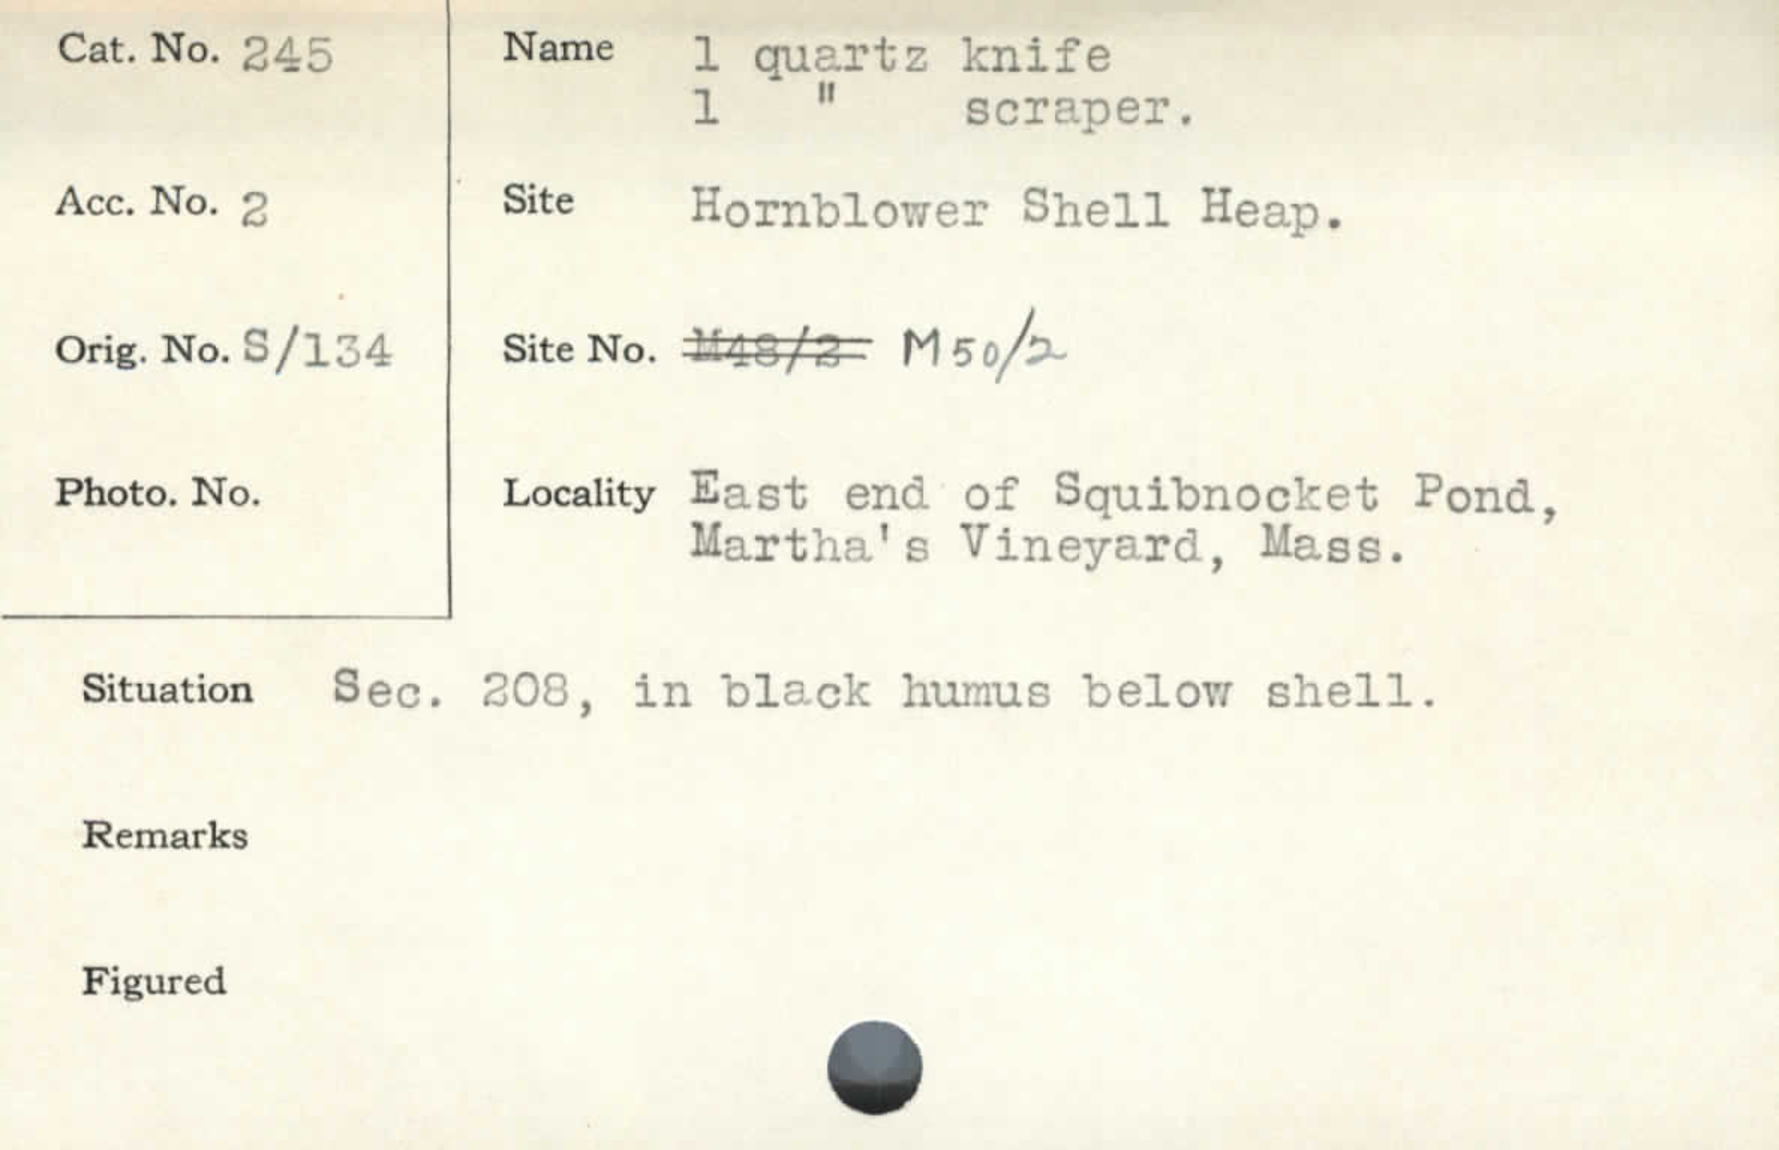 Cat. No. 245
Name 1 quartz knife
1 " scraper.
Acc. No. 2
Site Hornblower Shell Heap.
Orig. No. S/134
Site No. M48/2 M50/2
Photo. No.
Locality East end of Squibnocket Pond,
Martha's Vineyard, Mass.
Situation Sec. 208, in black humus below shell.
Remarks
Figured